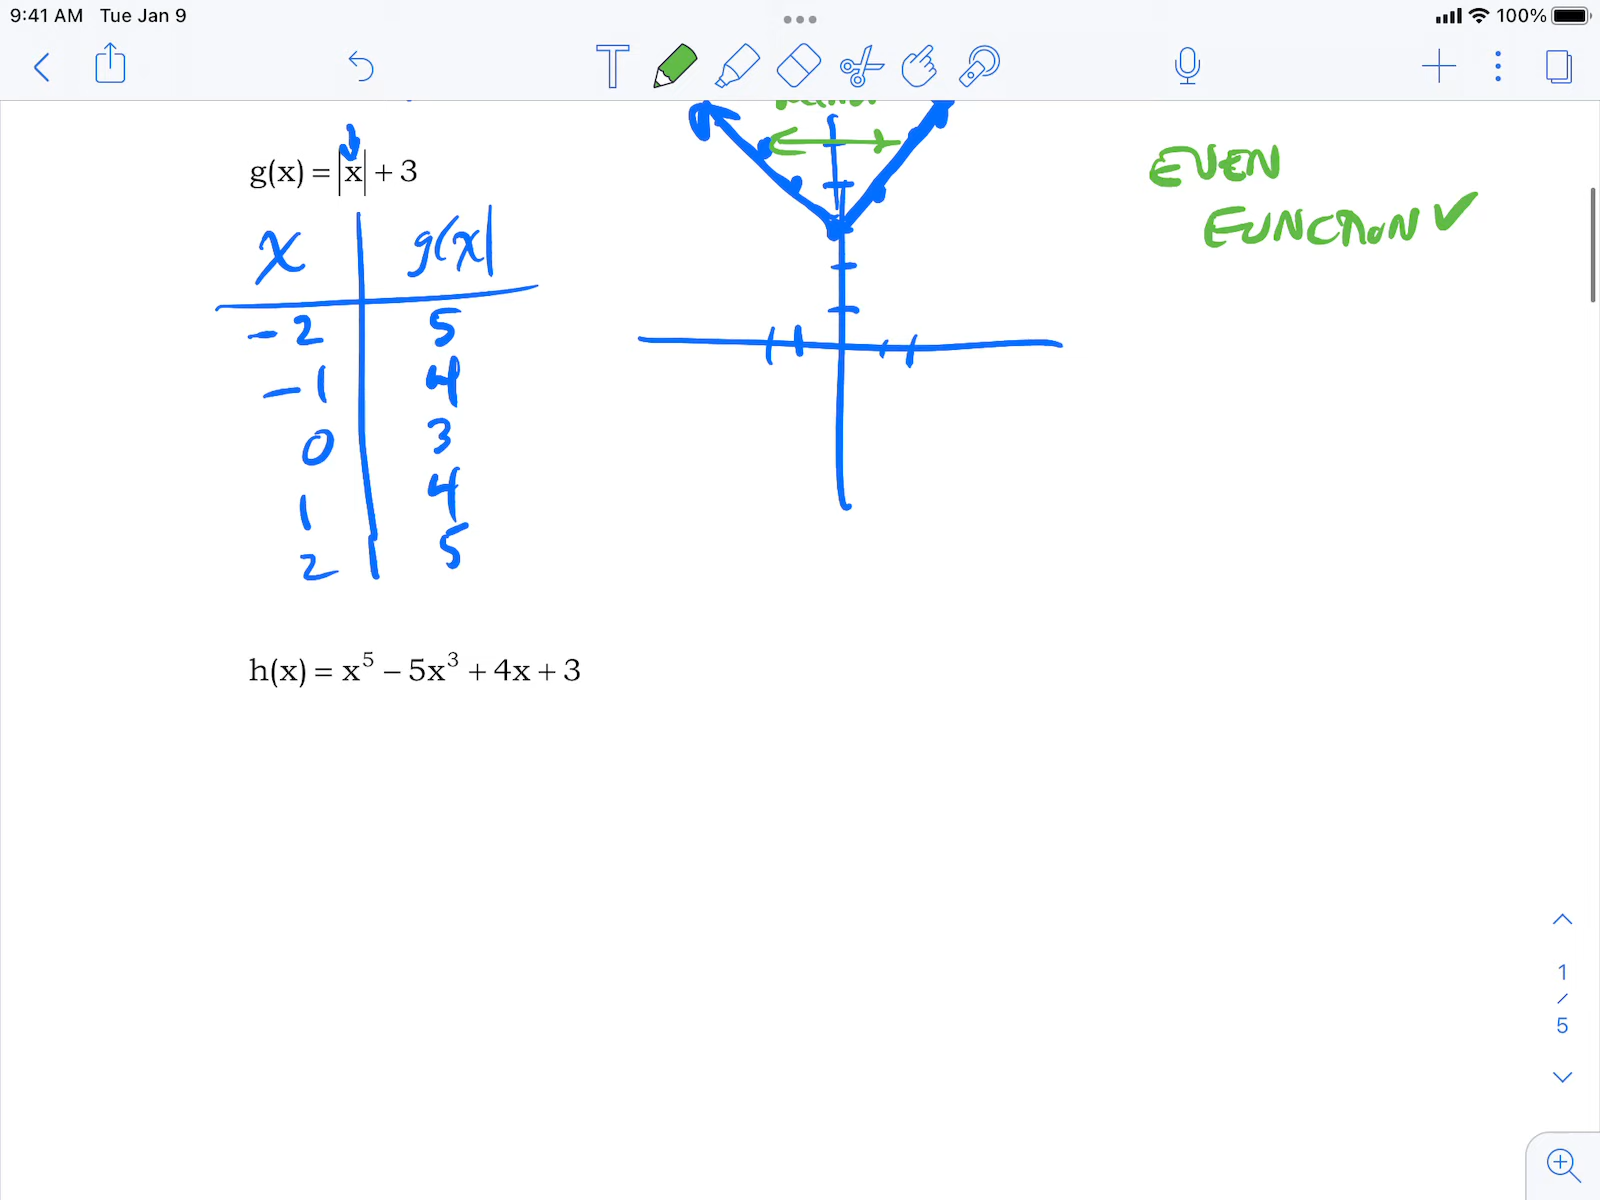 9:41 AM Tue Jan 9
100%
g(x) = |x| + 3
EVEN
FUNCTION ✓
x g(x)
-2 5
-1 4
0 3
1 4
2 5
h(x) = x⁵ – 5x³ + 4x + 3
1
/
5